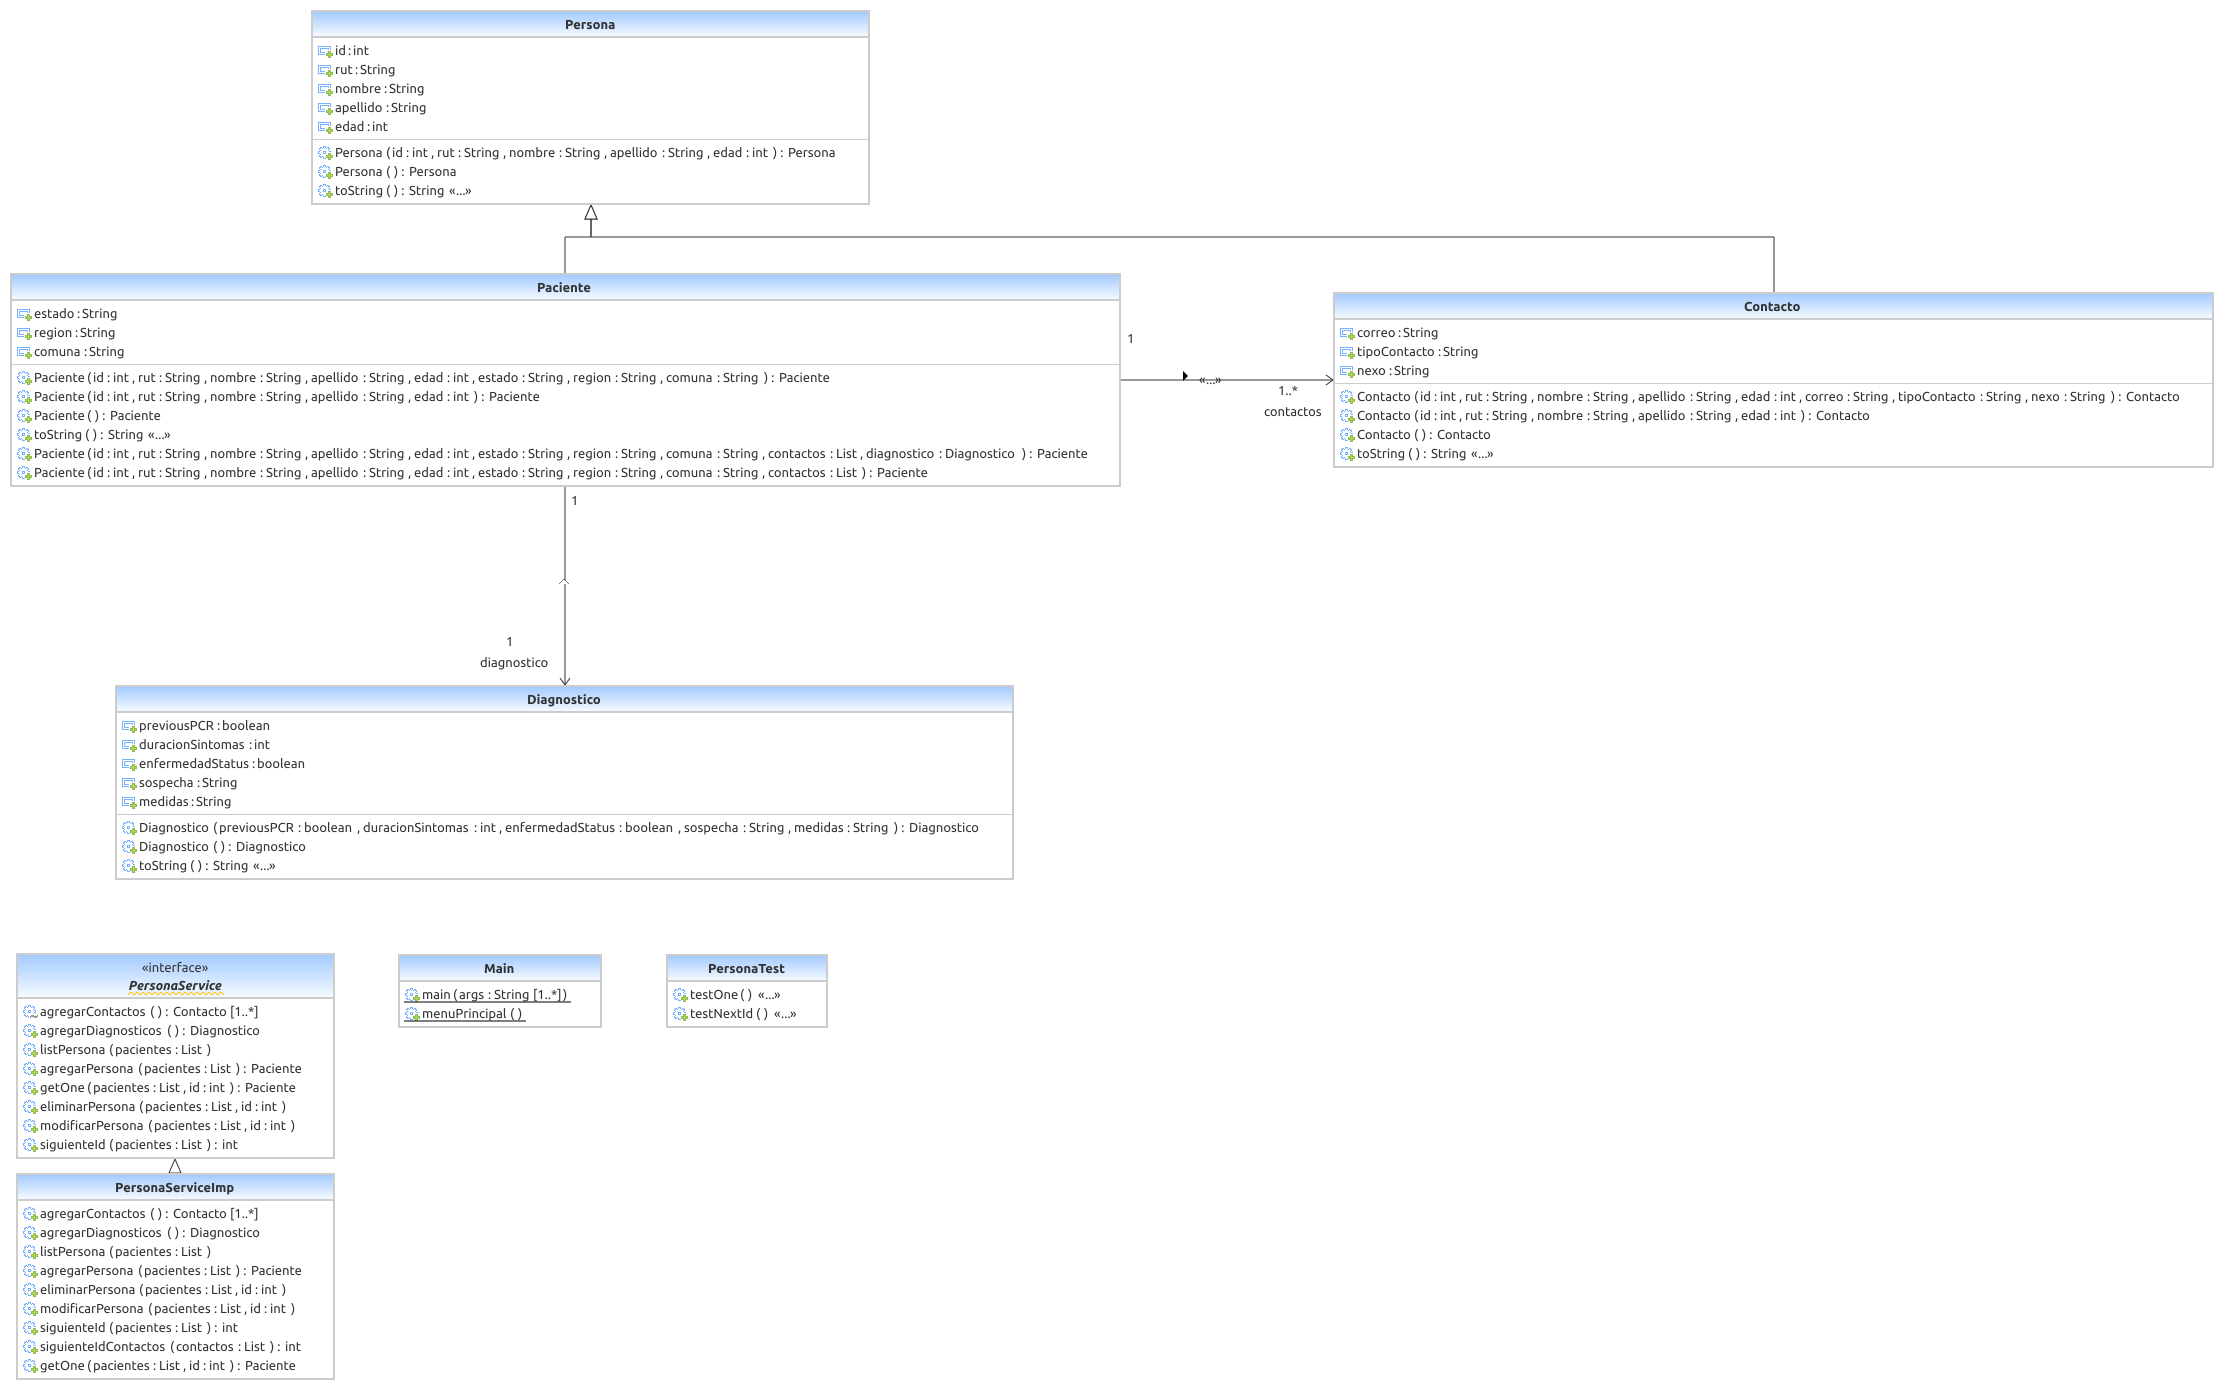 Persona
id : int
rut : String
nombre : String
apellido : String
edad : int
Persona ( id : int , rut : String , nombre : String , apellido : String , edad : int ) : Persona
Persona ( ) : Persona
toString ( ) : String «...»
Paciente
estado : String
region : String
comuna : String
Paciente ( id : int , rut : String , nombre : String , apellido : String , edad : int , estado : String , region : String , comuna : String ) : Paciente
Paciente ( id : int , rut : String , nombre : String , apellido : String , edad : int ) : Paciente
Paciente ( ) : Paciente
toString ( ) : String «...»
Paciente ( id : int , rut : String , nombre : String , apellido : String , edad : int , estado : String , region : String , comuna : String , contactos : List , diagnostico : Diagnostico ) : Paciente
Paciente ( id : int , rut : String , nombre : String , apellido : String , edad : int , estado : String , region : String , comuna : String , contactos : List ) : Paciente
1
«...»
1..*
contactos
Contacto
correo : String
tipoContacto : String
nexo : String
Contacto ( id : int , rut : String , nombre : String , apellido : String , edad : int , correo : String , tipoContacto : String , nexo : String ) : Contacto
Contacto ( id : int , rut : String , nombre : String , apellido : String , edad : int ) : Contacto
Contacto ( ) : Contacto
toString ( ) : String «...»
1
1
diagnostico
Diagnostico
previousPCR : boolean
duracionSintomas : int
enfermedadStatus : boolean
sospecha : String
medidas : String
Diagnostico ( previousPCR : boolean , duracionSintomas : int , enfermedadStatus : boolean , sospecha : String , medidas : String ) : Diagnostico
Diagnostico ( ) : Diagnostico
toString ( ) : String «...»
«interface»
PersonaService
agregarContactos ( ) : Contacto [1..*]
agregarDiagnosticos ( ) : Diagnostico
listPersona ( pacientes : List )
agregarPersona ( pacientes : List ) : Paciente
getOne ( pacientes : List , id : int ) : Paciente
eliminarPersona ( pacientes : List , id : int )
modificarPersona ( pacientes : List , id : int )
siguienteId ( pacientes : List ) : int
Main
main ( args : String [1..*] )
menuPrincipal ( )
PersonaTest
testOne ( ) «...»
testNextId ( ) «...»
PersonaServiceImp
agregarContactos ( ) : Contacto [1..*]
agregarDiagnosticos ( ) : Diagnostico
listPersona ( pacientes : List )
agregarPersona ( pacientes : List ) : Paciente
eliminarPersona ( pacientes : List , id : int )
modificarPersona ( pacientes : List , id : int )
siguienteId ( pacientes : List ) : int
siguienteIdContactos ( contactos : List ) : int
getOne ( pacientes : List , id : int ) : Paciente